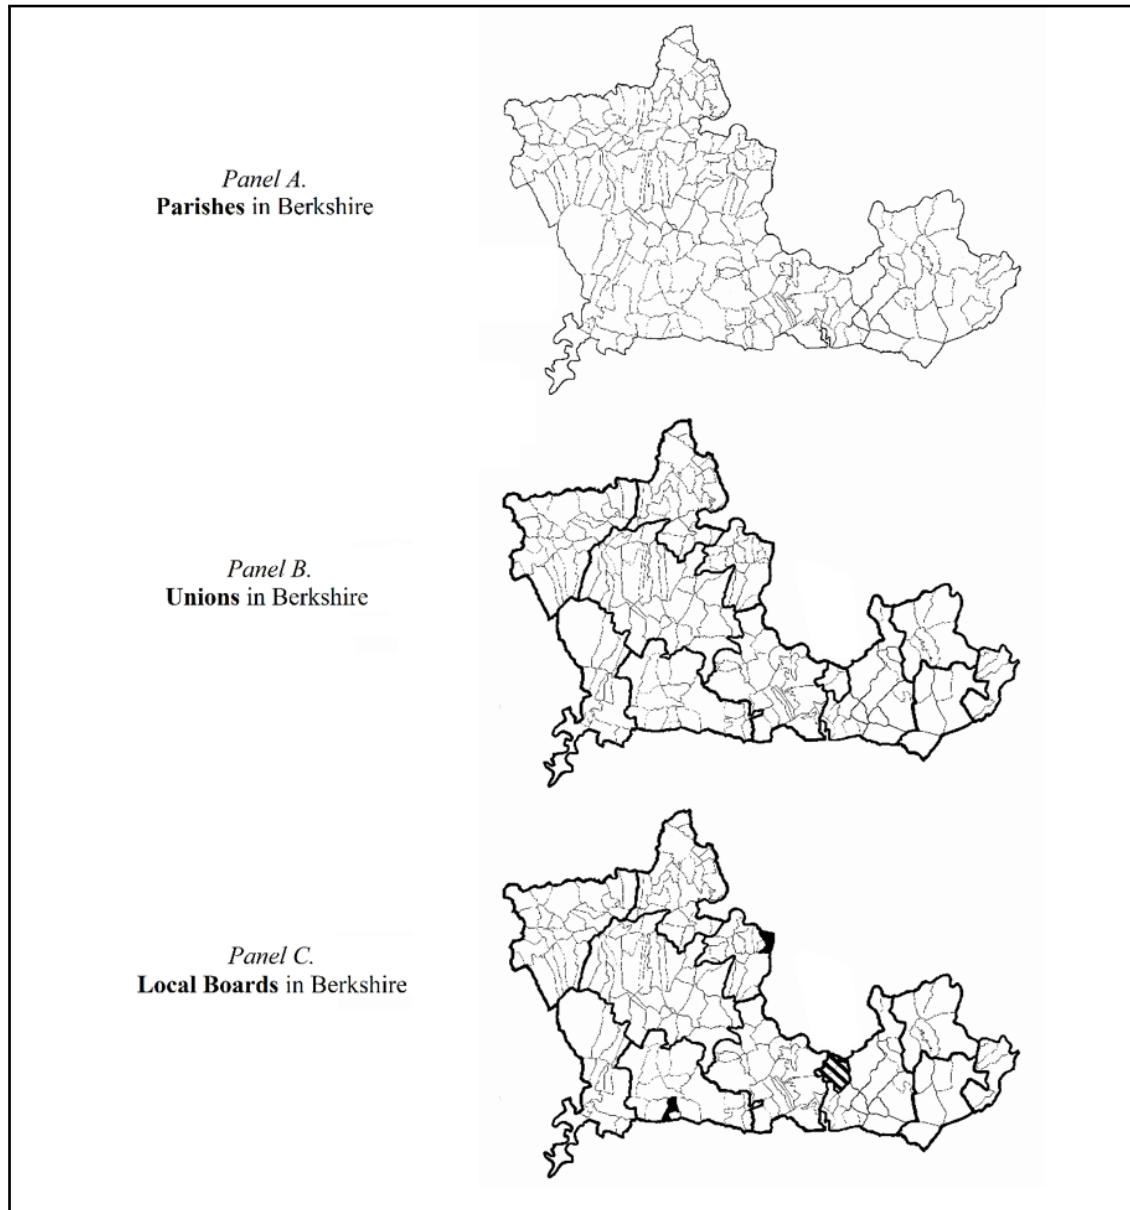 Panel A.
Parishes in Berkshire
Panel B.
Unions in Berkshire
Panel C.
Local Boards in Berkshire